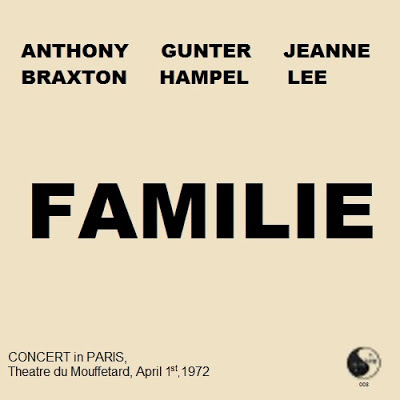 ANTHONY GUNTER JEANNE
BRAXTON HAMPEL LEE
FAMILIE
CONCERT in PARIS,
Theatre du Mouffetard, April 1st, 1972
008